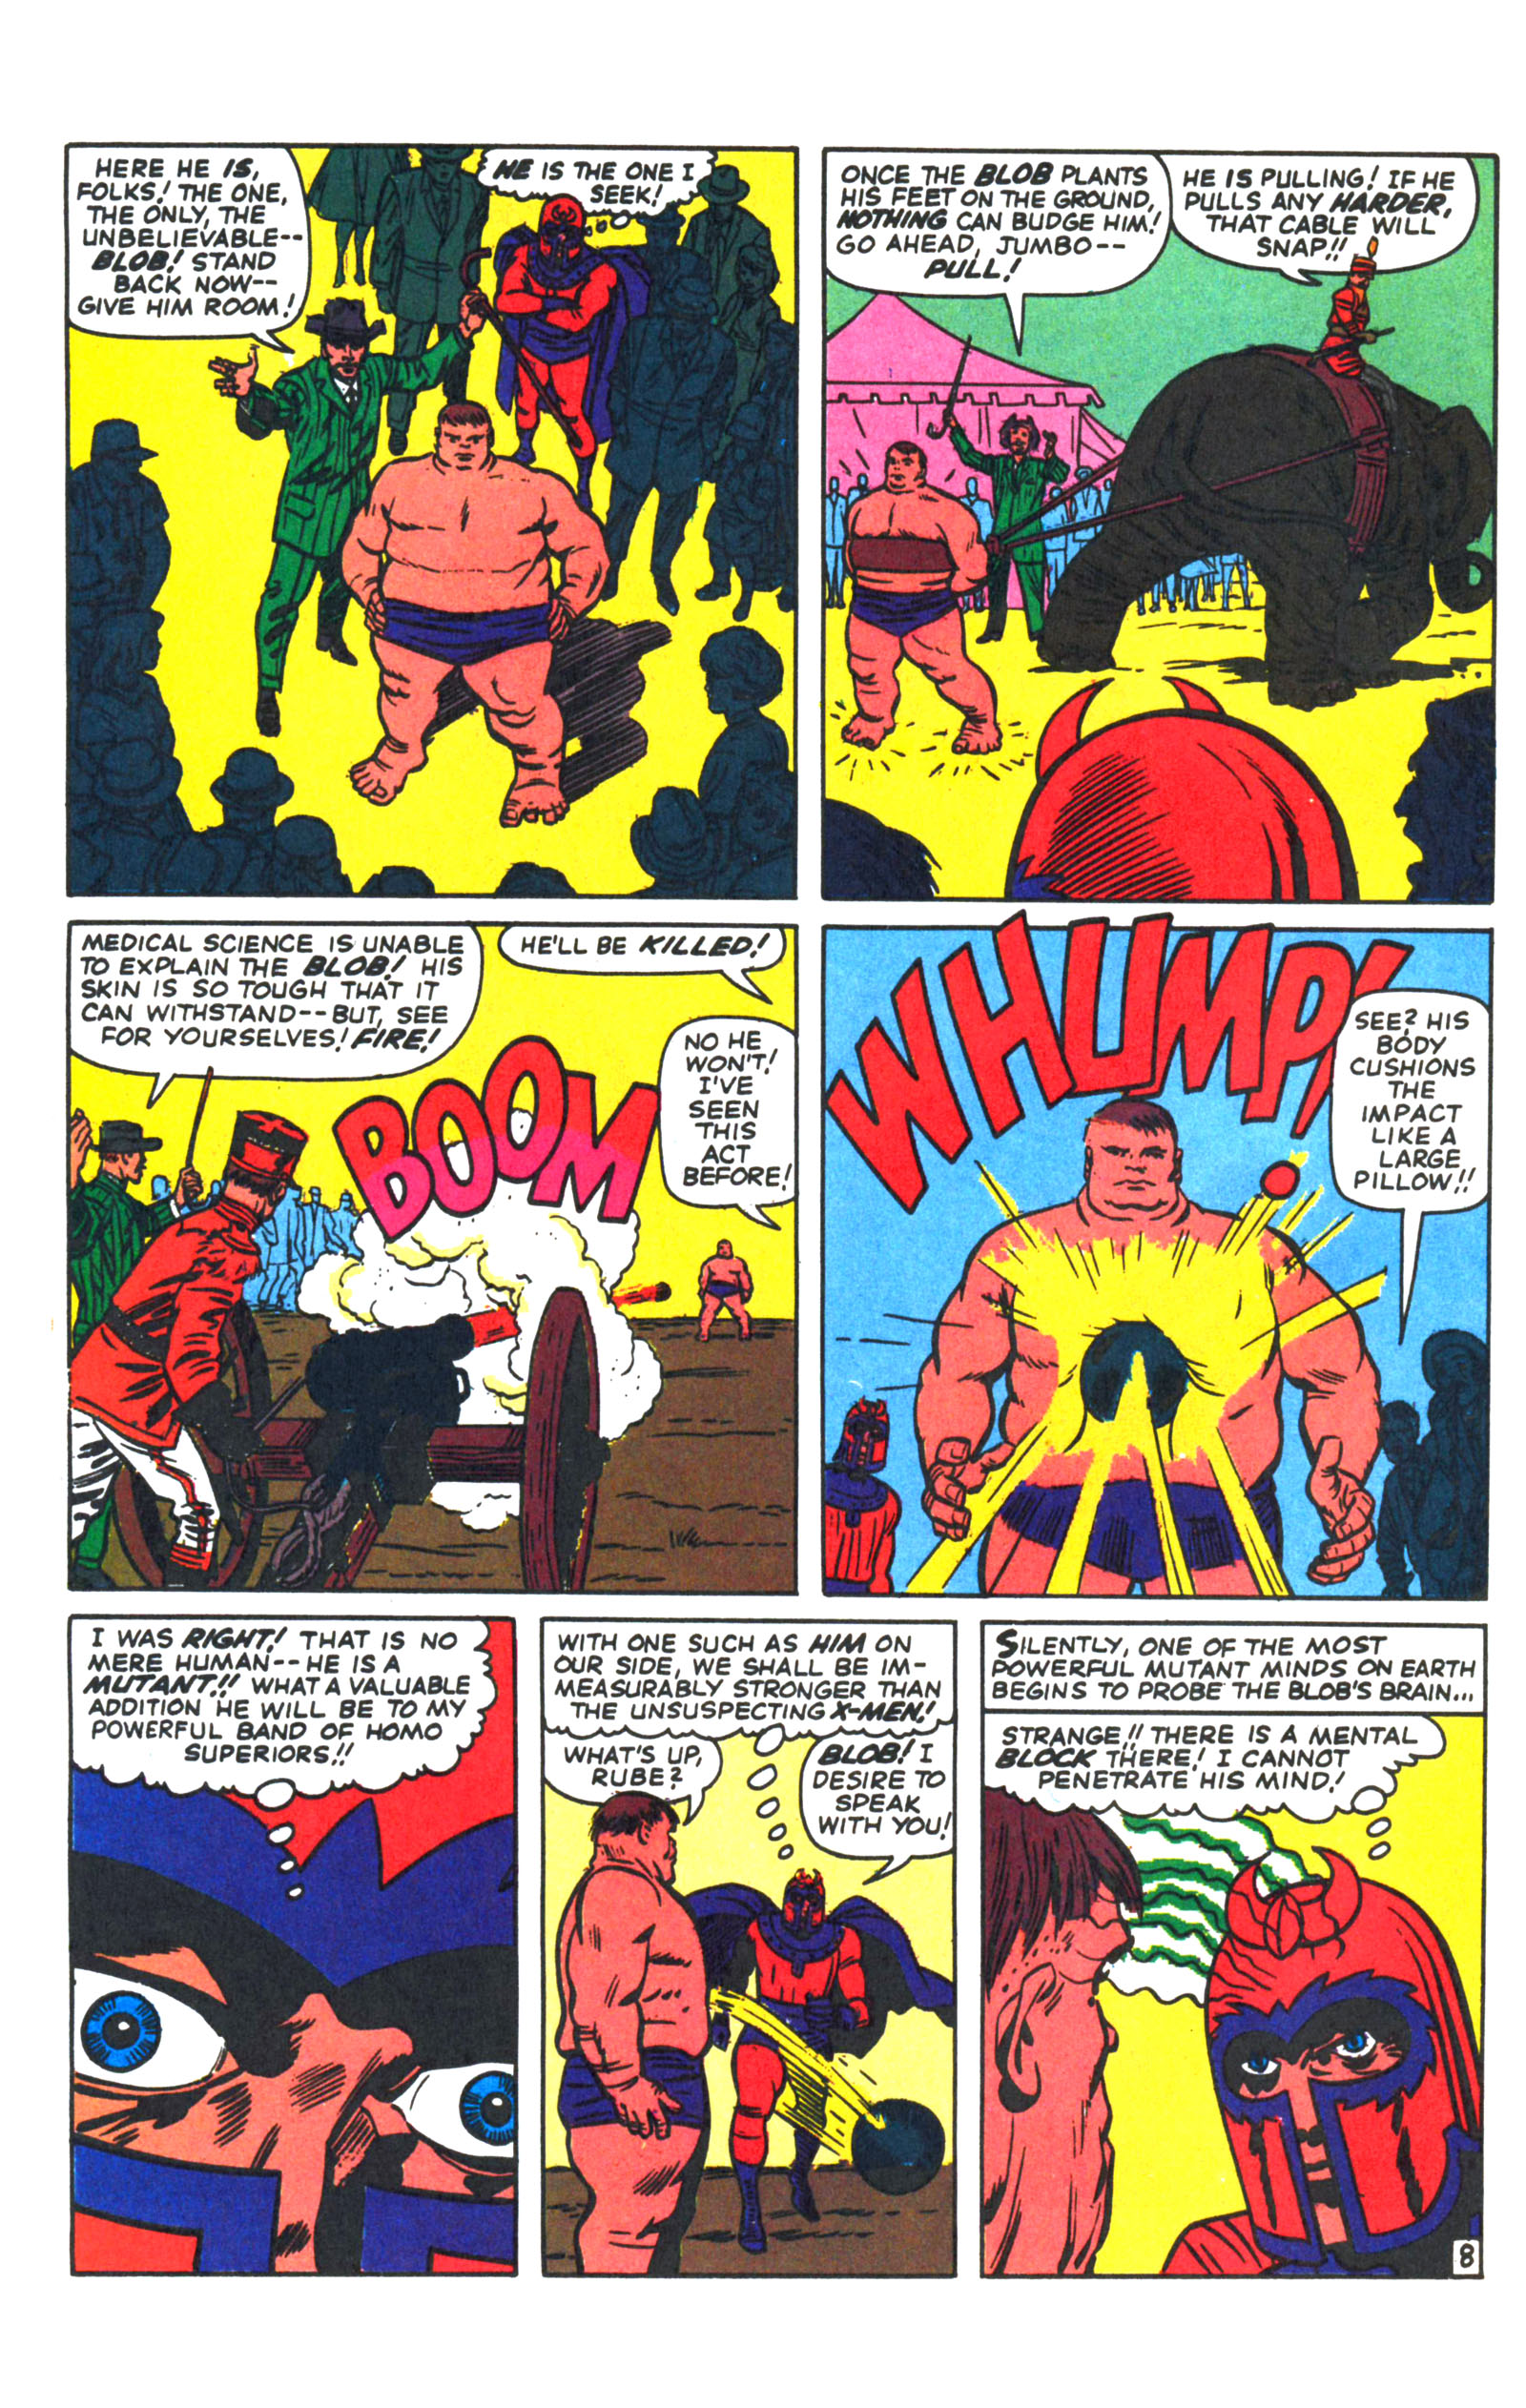 HERE HE IS,
FOLKS! THE ONE,
THE ONLY, THE
UNBELIEVABLE--
BLOB! STAND
BACK NOW--
GIVE HIM ROOM!
HE IS THE ONE I
SEEK!
ONCE THE BLOB PLANTS
HIS FEET ON THE GROUND,
NOTHING CAN BUDGE HIM!
GO AHEAD, JUMBO--
PULL!
HE IS PULLING! IF HE
PULLS ANY HARDER,
THAT CABLE WILL
SNAP!!
MEDICAL SCIENCE IS UNABLE
TO EXPLAIN THE BLOB! HIS
SKIN IS SO TOUGH THAT IT
CAN WITHSTAND--BUT, SEE
FOR YOURSELVES! FIRE!
HE'LL BE KILLED!
NO HE
WON'T!
I'VE
SEEN
THIS
ACT
BEFORE!
BOOM
WHUMP!
SEE? HIS
BODY
CUSHIONS
THE
IMPACT
LIKE A
LARGE
PILLOW!!
I WAS RIGHT! THAT IS NO
MERE HUMAN--HE IS A
MUTANT!! WHAT A VALUABLE
ADDITION HE WILL BE TO MY
POWERFUL BAND OF HOMO
SUPERIORS!!
WITH ONE SUCH AS HIM ON
OUR SIDE, WE SHALL BE IM-
MEASURABLY STRONGER THAN
THE UNSUSPECTING X-MEN!
WHAT'S UP,
RUBE?
BLOB! I
DESIRE TO
SPEAK
WITH YOU!
SILENTLY, ONE OF THE MOST
POWERFUL MUTANT MINDS ON EARTH
BEGINS TO PROBE THE BLOB'S BRAIN...
STRANGE!! THERE IS A MENTAL
BLOCK THERE! I CANNOT
PENETRATE HIS MIND!
8